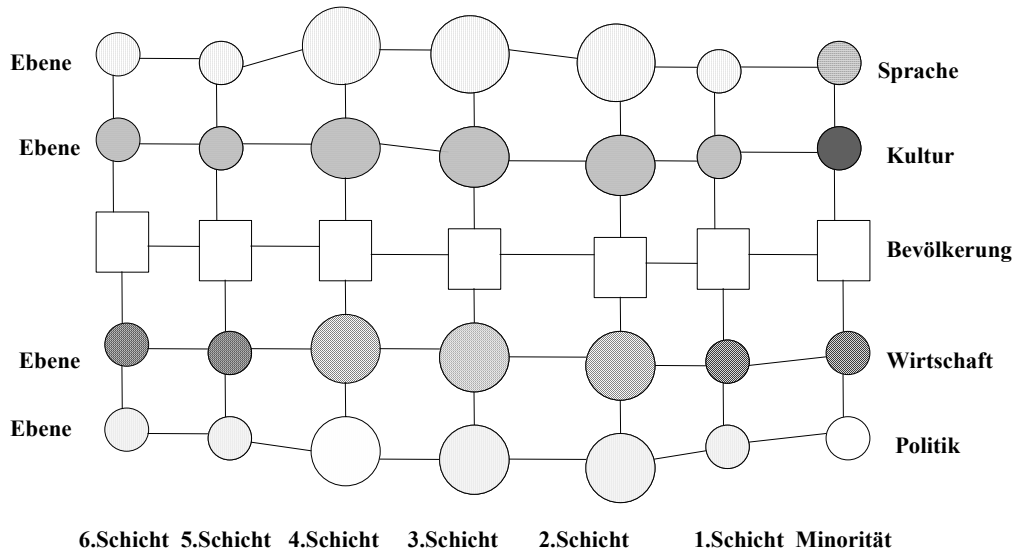 Ebene Sprache
Ebene Kultur
Bevölkerung
Ebene Wirtschaft
Ebene Politik
6.Schicht 5.Schicht 4.Schicht 3.Schicht 2.Schicht 1.Schicht Minorität